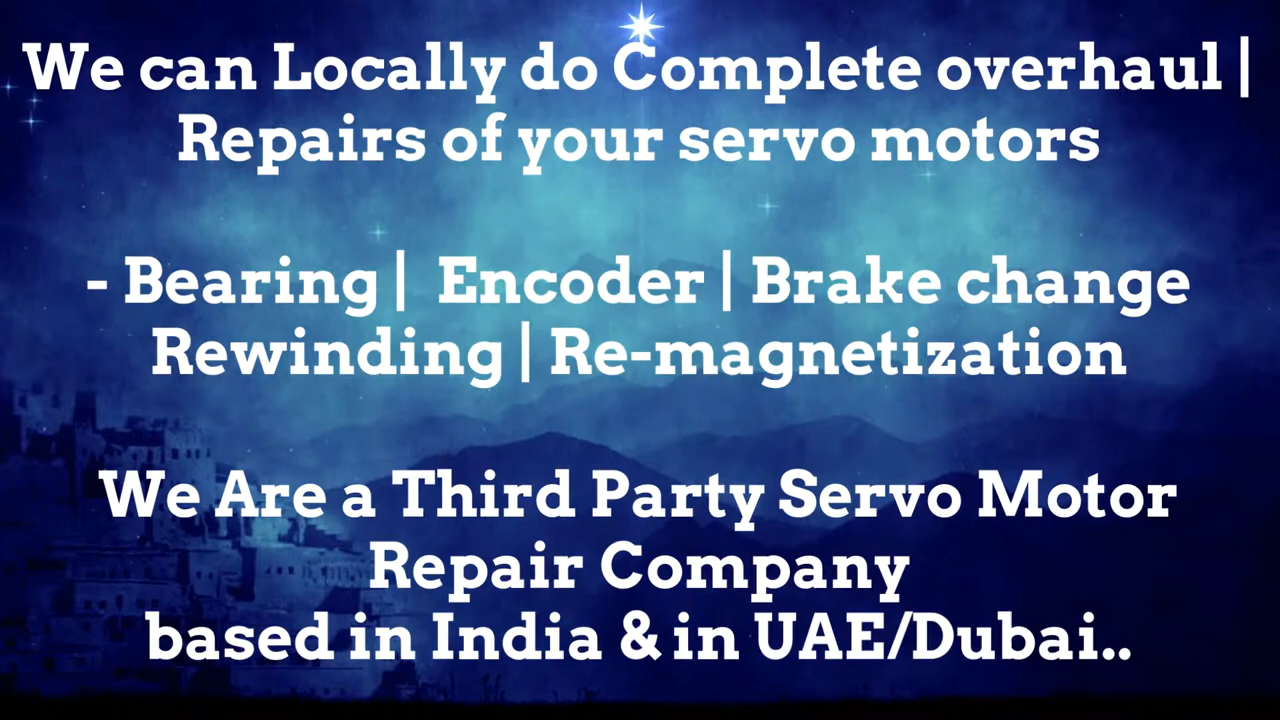 We can Locally do Complete overhaul |
Repairs of your servo motors
- Bearing | Encoder | Brake change
Rewinding | Re-magnetization
We Are a Third Party Servo Motor
Repair Company
based in India & in UAE/Dubai..